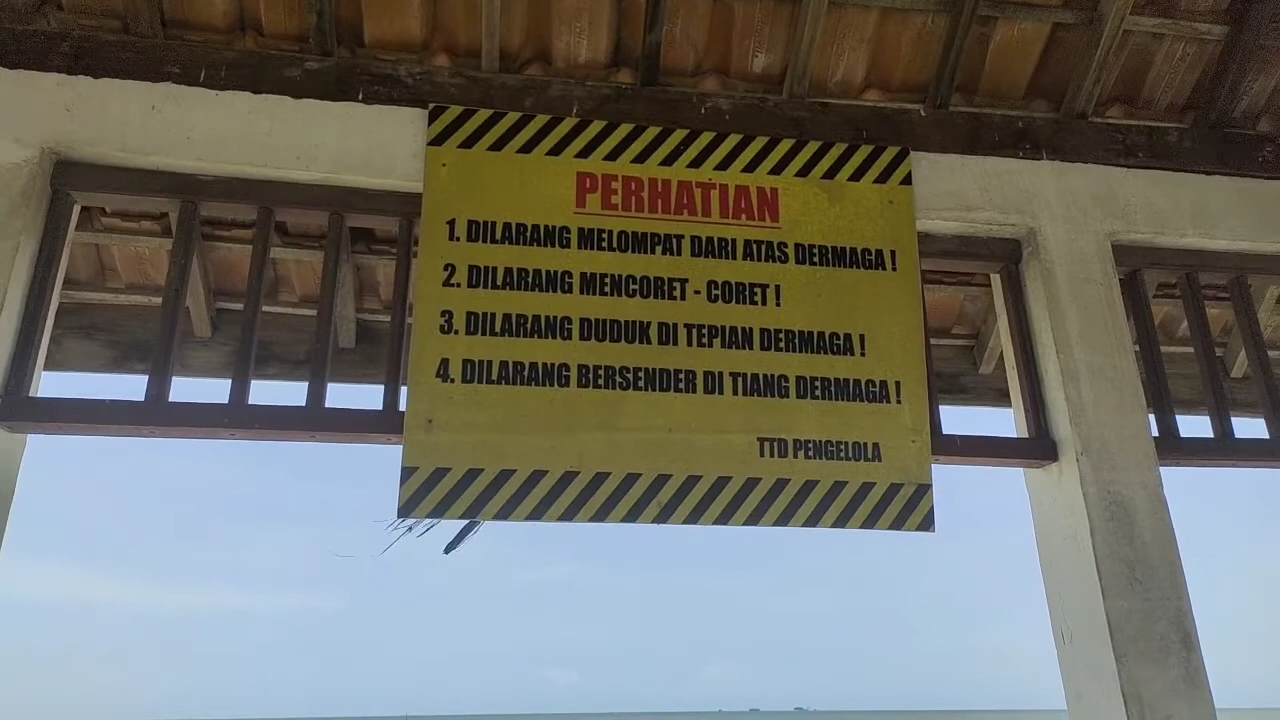 PERHATIAN
1. DILARANG MELOMPAT DARI ATAS DERMAGA !
2. DILARANG MENCORET - CORET !
3. DILARANG DUDUK DI TEPIAN DERMAGA !
4. DILARANG BERSENDER DI TIANG DERMAGA !
TTD PENGELOLA